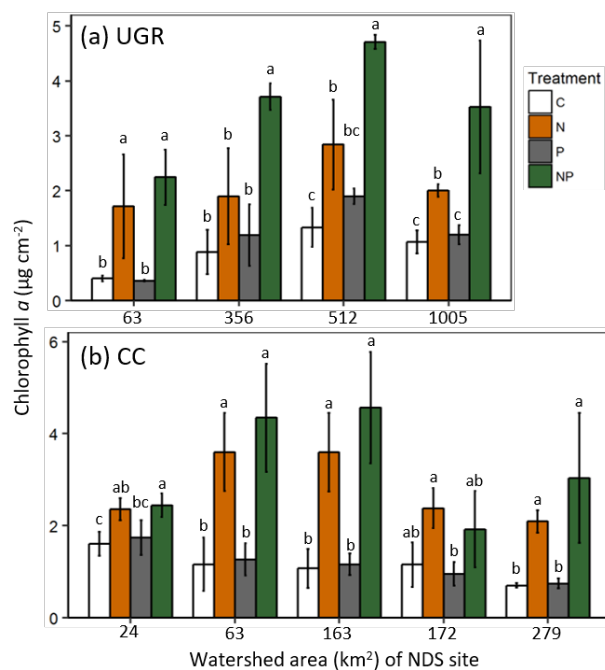 (a) UGR
5
4
3
2
1
0
b a b a
b b b a
c b bc a
c b c a
63 356 512 1005
Treatment
C
N
P
NP
Chlorophyll a (µg cm⁻²)
(b) CC
6
4
2
0
c ab bc a
b a b a
b a b a
ab a b ab
b a b a
24 63 163 172 279
Watershed area (km²) of NDS site